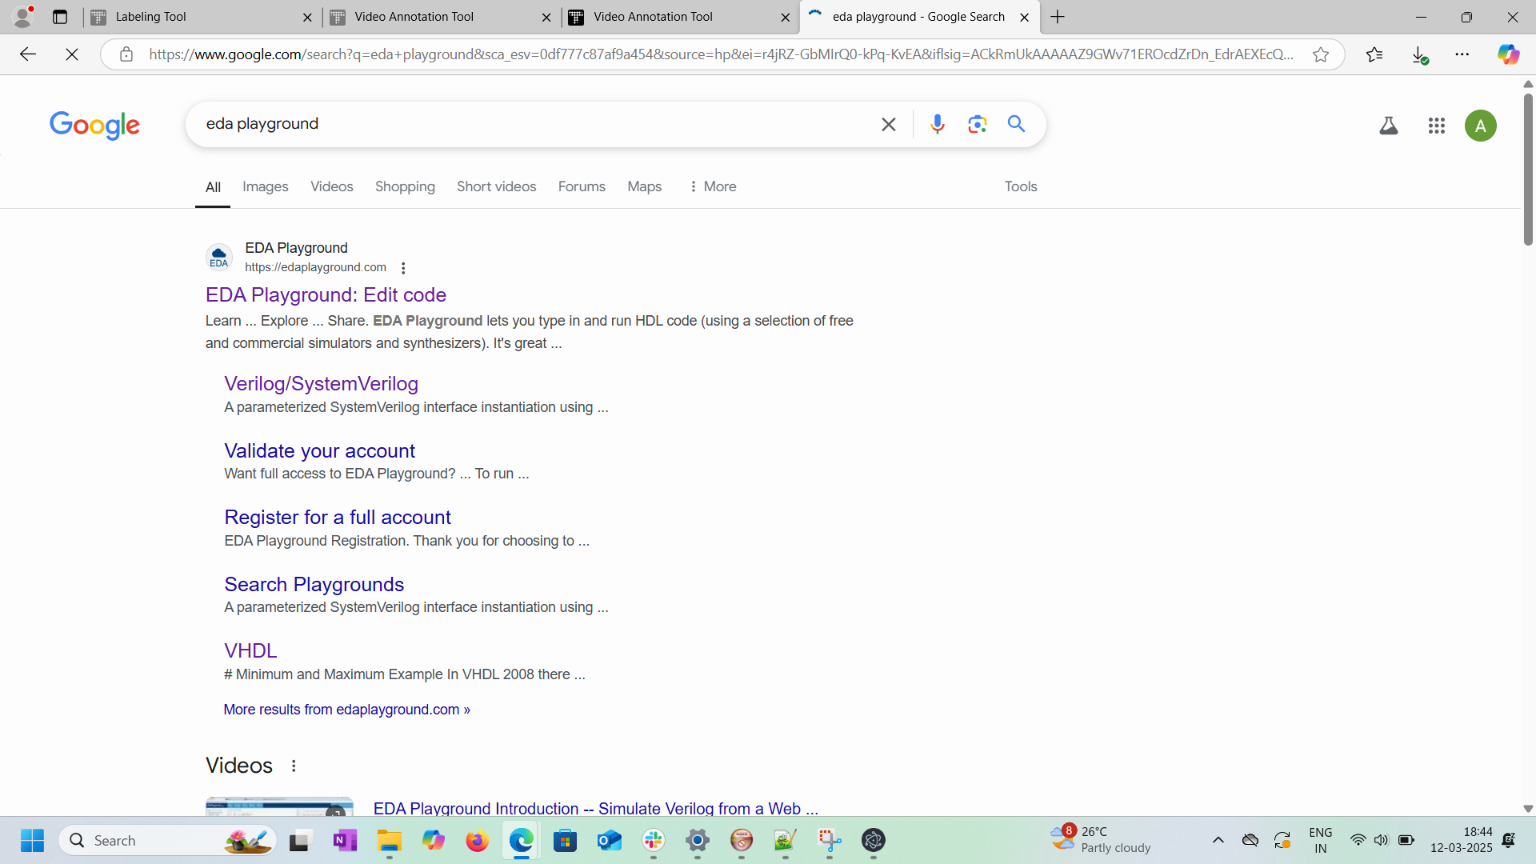 Labeling Tool
Video Annotation Tool
Video Annotation Tool
eda playground - Google Search
https://www.google.com/search?q=eda+playground&sca_esv=0df777c87af9a454&source=hp&ei=r4jRZ-GbMIrQ0-kPq-KvEA&iflsig=ACkRmUkAAAAAZ9GWv71EROcdZrDn_EdrAEXEcQ...
Google
eda playground
A
All
Images
Videos
Shopping
Short videos
Forums
Maps
More
Tools
EDA
EDA Playground
https://edaplayground.com
EDA Playground: Edit code
Learn ... Explore ... Share. EDA Playground lets you type in and run HDL code (using a selection of free
and commercial simulators and synthesizers). It's great ...
Verilog/SystemVerilog
A parameterized SystemVerilog interface instantiation using ...
Validate your account
Want full access to EDA Playground? ... To run ...
Register for a full account
EDA Playground Registration. Thank you for choosing to ...
Search Playgrounds
A parameterized SystemVerilog interface instantiation using ...
VHDL
# Minimum and Maximum Example In VHDL 2008 there ...
More results from edaplayground.com »
Videos
EDA Playground Introduction -- Simulate Verilog from a Web ...
Search
8
26°C
Partly cloudy
ENG
IN
18:44
12-03-2025